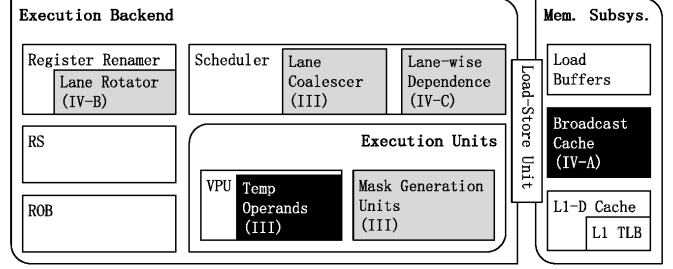 Execution Backend
Register Renamer
Lane Rotator
(IV-B)
RS
ROB
Scheduler
Lane
Coalescer
(III)
Lane-wise
Dependence
(IV-C)
Execution Units
VPU
Temp
Operands
(III)
Mask Generation
Units
(III)
Load-Store Unit
Mem. Subsys.
Load
Buffers
Broadcast
Cache
(IV-A)
L1-D Cache
L1 TLB